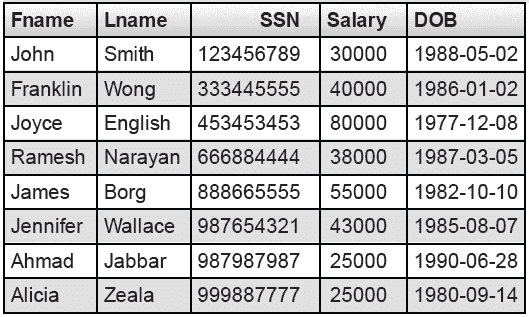 Fname Lname SSN Salary DOB
John Smith 123456789 30000 1988-05-02
Franklin Wong 333445555 40000 1986-01-02
Joyce English 453453453 80000 1977-12-08
Ramesh Narayan 666884444 38000 1987-03-05
James Borg 888665555 55000 1982-10-10
Jennifer Wallace 987654321 43000 1985-08-07
Ahmad Jabbar 987987987 25000 1990-06-28
Alicia Zeala 999887777 25000 1980-09-14